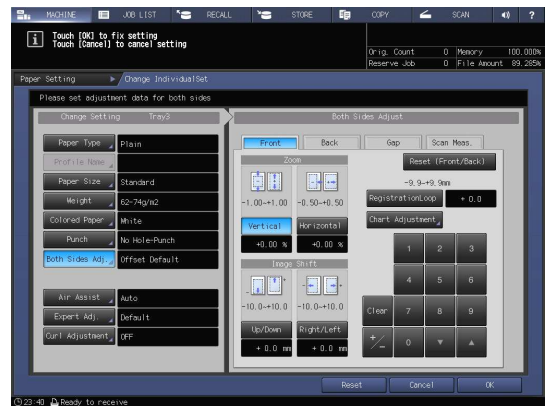 MACHINE JOB LIST RECALL STORE COPY SCAN ?
Touch [OK] to fix setting
Touch [Cancel] to cancel setting
Orig. Count 0 Memory 100.000%
Reserve Job 0 File Amount 89.285%
Paper Setting Change IndividualSet
Please set adjustment data for both sides
Change Setting Tray3
Both Sides Adjust
Paper Type Plain
Profile Name
Paper Size Standard
Weight 62-74g/m2
Colored Paper White
Punch No Hole-Punch
Both Sides Adj. Offset Default
Air Assist Auto
Expert Adj. Default
Curl Adjustment OFF
Front Back Gap Scan Meas.
Zoom
-1.00~+1.00 -0.50~+0.50
Vertical Horizontal
+0.00 % +0.00 %
Image Shift
-10.0~+10.0 -10.0~+10.0
Up/Down Right/Left
+ 0.0 mm + 0.0 mm
Reset (Front/Back)
-9.9~+9.9mm
RegistrationLoop + 0.0
Chart Adjustment
1 2 3
4 5 6
Clear 7 8 9
+/- 0 ▼ ▲
Reset Cancel OK
23:40 Ready to receive